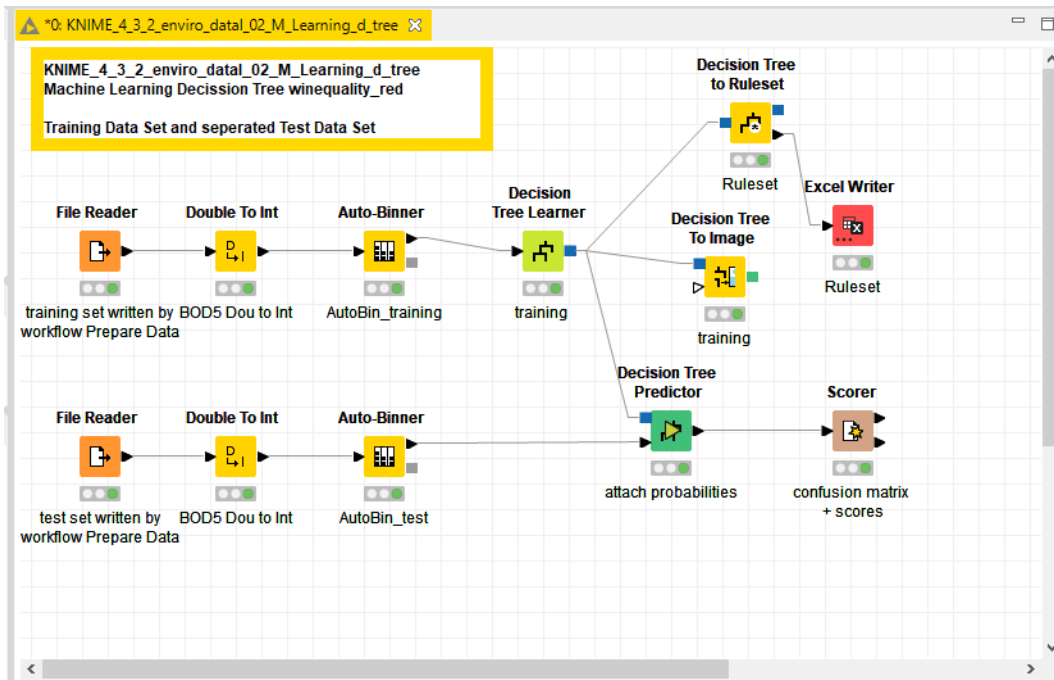 *0: KNIME_4_3_2_enviro_datal_02_M_Learning_d_tree
KNIME_4_3_2_enviro_datal_02_M_Learning_d_tree
Machine Learning Decission Tree winequality_red
Training Data Set and seperated Test Data Set
Decision Tree
to Ruleset
Ruleset
Excel Writer
Ruleset
File Reader
training set written by
workflow Prepare Data
Double To Int
D
I
BOD5 Dou to Int
Auto-Binner
AutoBin_training
Decision
Tree Learner
training
Decision Tree
To Image
training
File Reader
test set written by
workflow Prepare Data
Double To Int
D
I
BOD5 Dou to Int
Auto-Binner
AutoBin_test
Decision Tree
Predictor
attach probabilities
Scorer
confusion matrix
+ scores